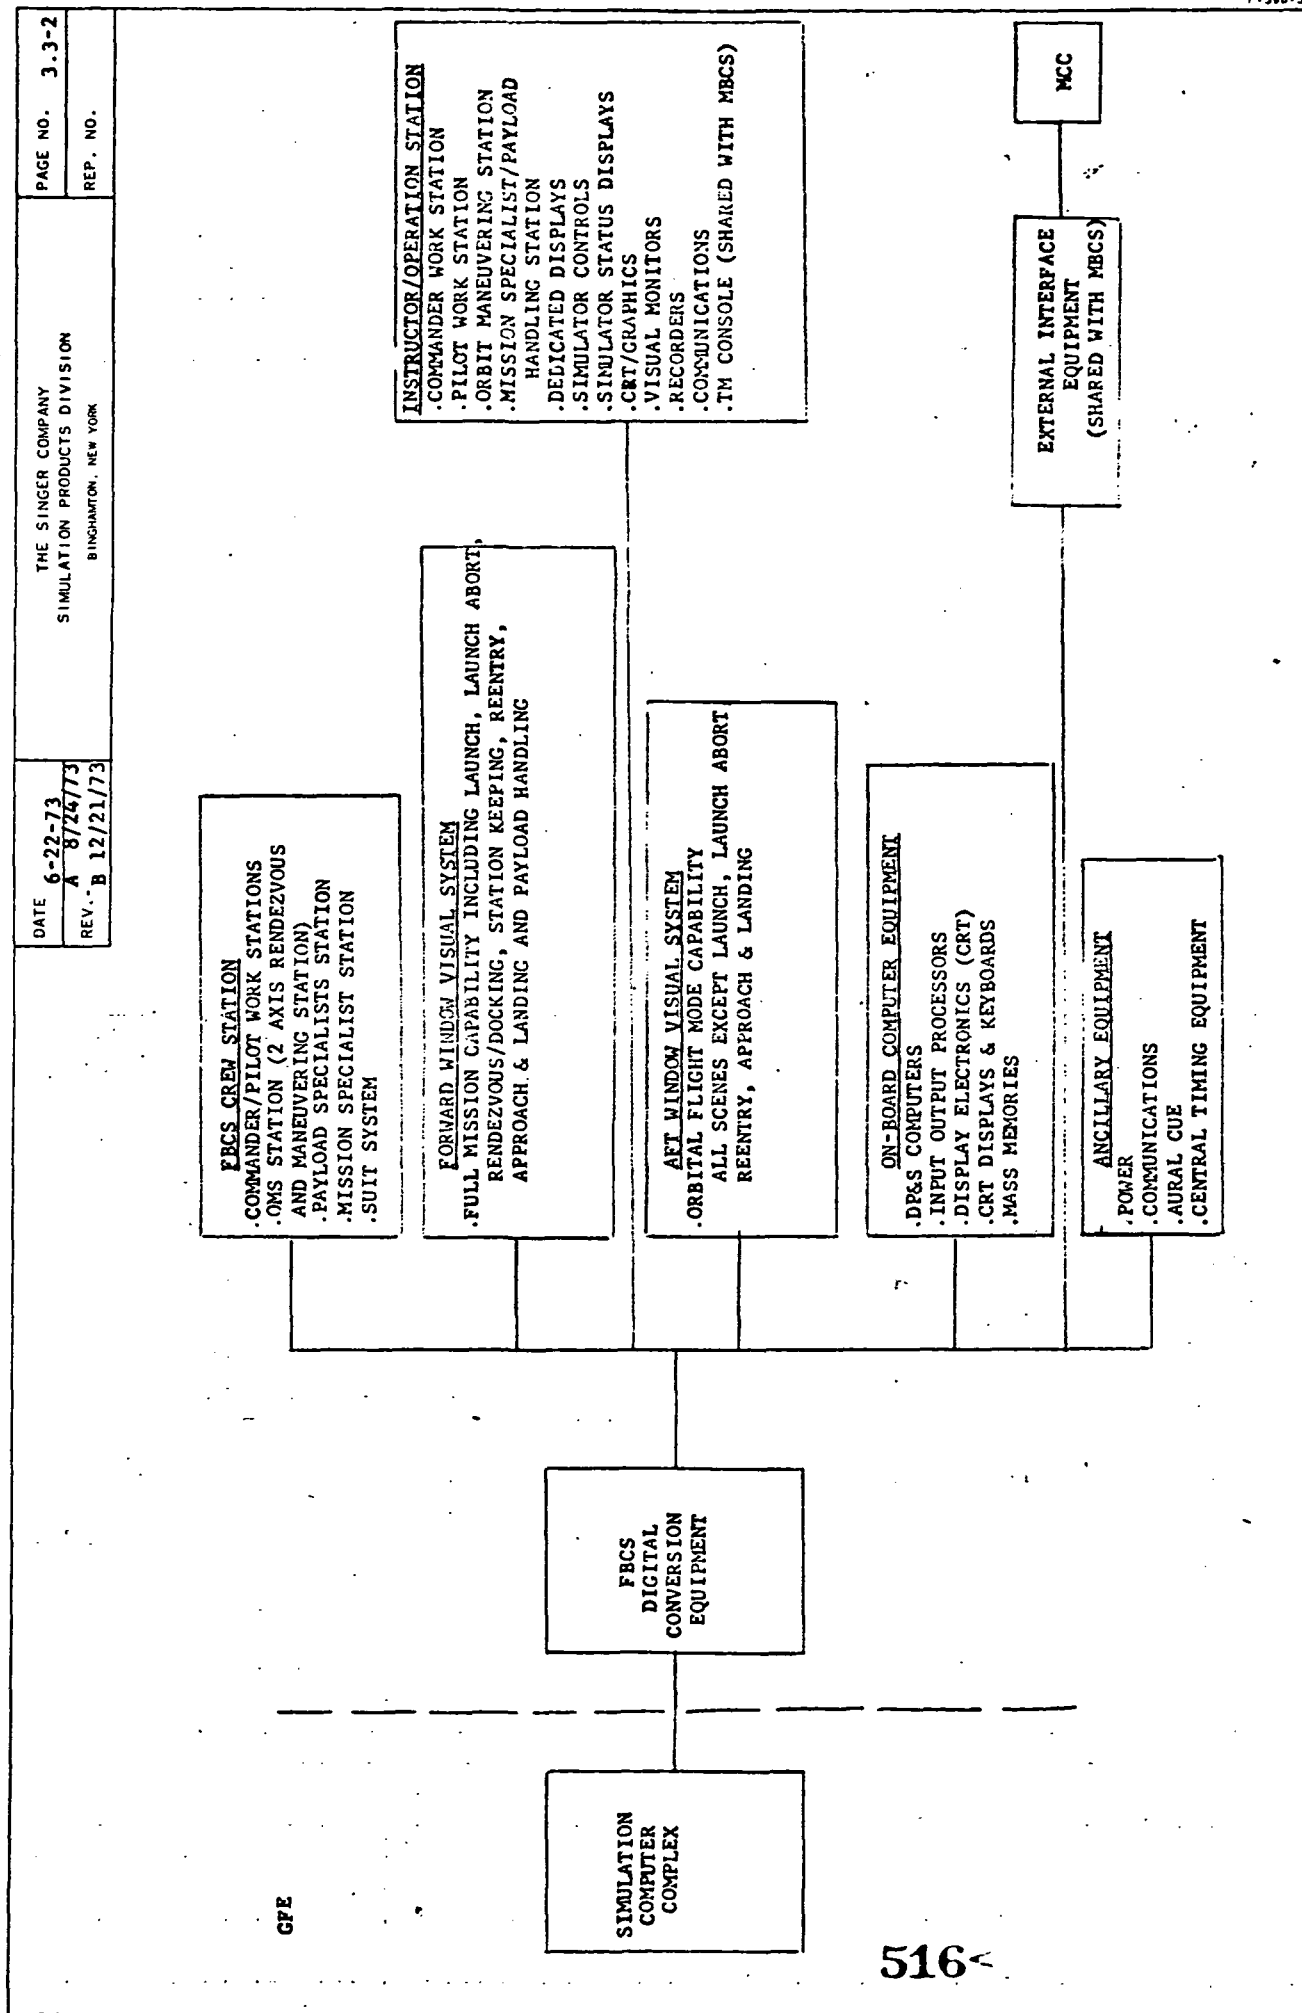 DATE 6-22-73
REV. A 8/24/73
B 12/21/73
THE SINGER COMPANY
SIMULATION PRODUCTS DIVISION
BINGHAMTON, NEW YORK
PAGE NO. 3.3-2
REP. NO.
GFE
SIMULATION
COMPUTER
COMPLEX
FBCS
DIGITAL
CONVERSION
EQUIPMENT
FBCS CREW STATION
.COMMANDER/PILOT WORK STATIONS
.OMS STATION (2 AXIS RENDEZVOUS
AND MANEUVERING STATION)
.PAYLOAD SPECIALISTS STATION
.MISSION SPECIALIST STATION
.SUIT SYSTEM
FORWARD WINDOW VISUAL SYSTEM
.FULL MISSION CAPABILITY INCLUDING LAUNCH, LAUNCH ABORT,
RENDEZVOUS/DOCKING, STATION KEEPING, REENTRY,
APPROACH & LANDING AND PAYLOAD HANDLING
INSTRUCTOR/OPERATION STATION
.COMMANDER WORK STATION
.PILOT WORK STATION
.ORBIT MANEUVERING STATION
.MISSION SPECIALIST/PAYLOAD
HANDLING STATION
.DEDICATED DISPLAYS
.SIMULATOR CONTROLS
.SIMULATOR STATUS DISPLAYS
.CRT/GRAPHICS
.VISUAL MONITORS
.RECORDERS
.COMMUNICATIONS
.TM CONSOLE (SHARED WITH MBCS)
AFT WINDOW VISUAL SYSTEM
.ORBITAL FLIGHT MODE CAPABILITY
ALL SCENES EXCEPT LAUNCH, LAUNCH ABORT
REENTRY, APPROACH & LANDING
ON-BOARD COMPUTER EQUIPMENT
.DP&S COMPUTERS
.INPUT OUTPUT PROCESSORS
.DISPLAY ELECTRONICS (CRT)
.CRT DISPLAYS & KEYBOARDS
.MASS MEMORIES
EXTERNAL INTERFACE
EQUIPMENT
(SHARED WITH MBCS)
MCC
ANCILLARY EQUIPMENT
.POWER
.COMMUNICATIONS
.AURAL CUE
.CENTRAL TIMING EQUIPMENT
516<